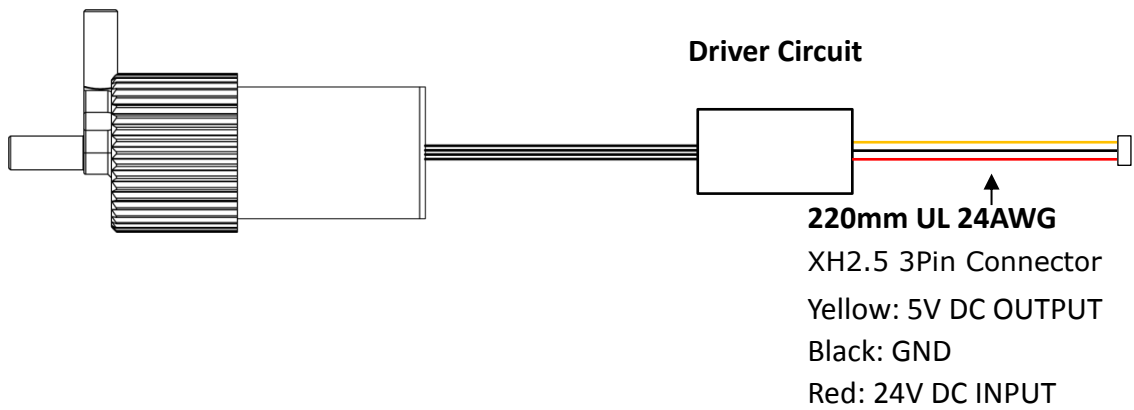 Driver Circuit
220mm UL 24AWG
XH2.5 3Pin Connector
Yellow: 5V DC OUTPUT
Black: GND
Red: 24V DC INPUT